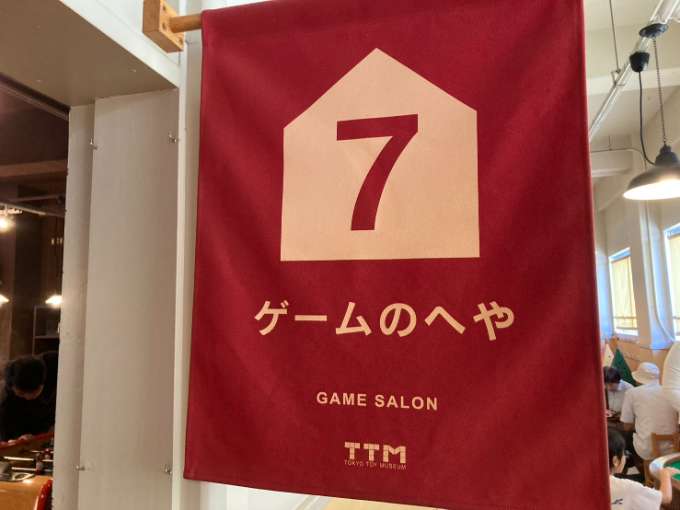 7
ゲームのへや
GAME SALON
TTM
TOKYO TOY MUSEUM